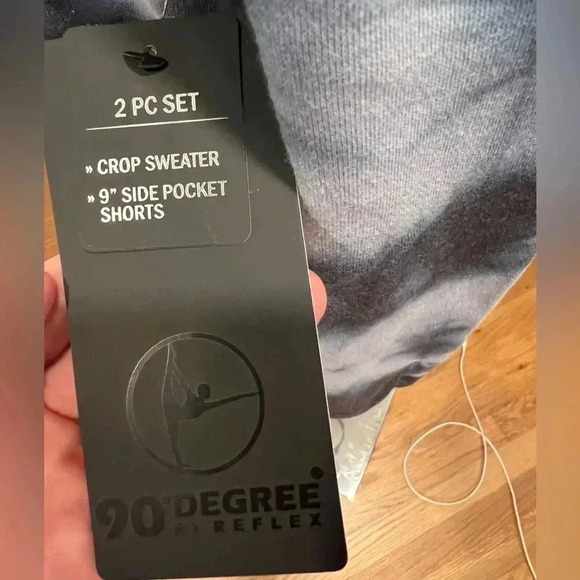 2 PC SET
» CROP SWEATER
» 9" SIDE POCKET
SHORTS
90°DEGREE
BY REFLEX